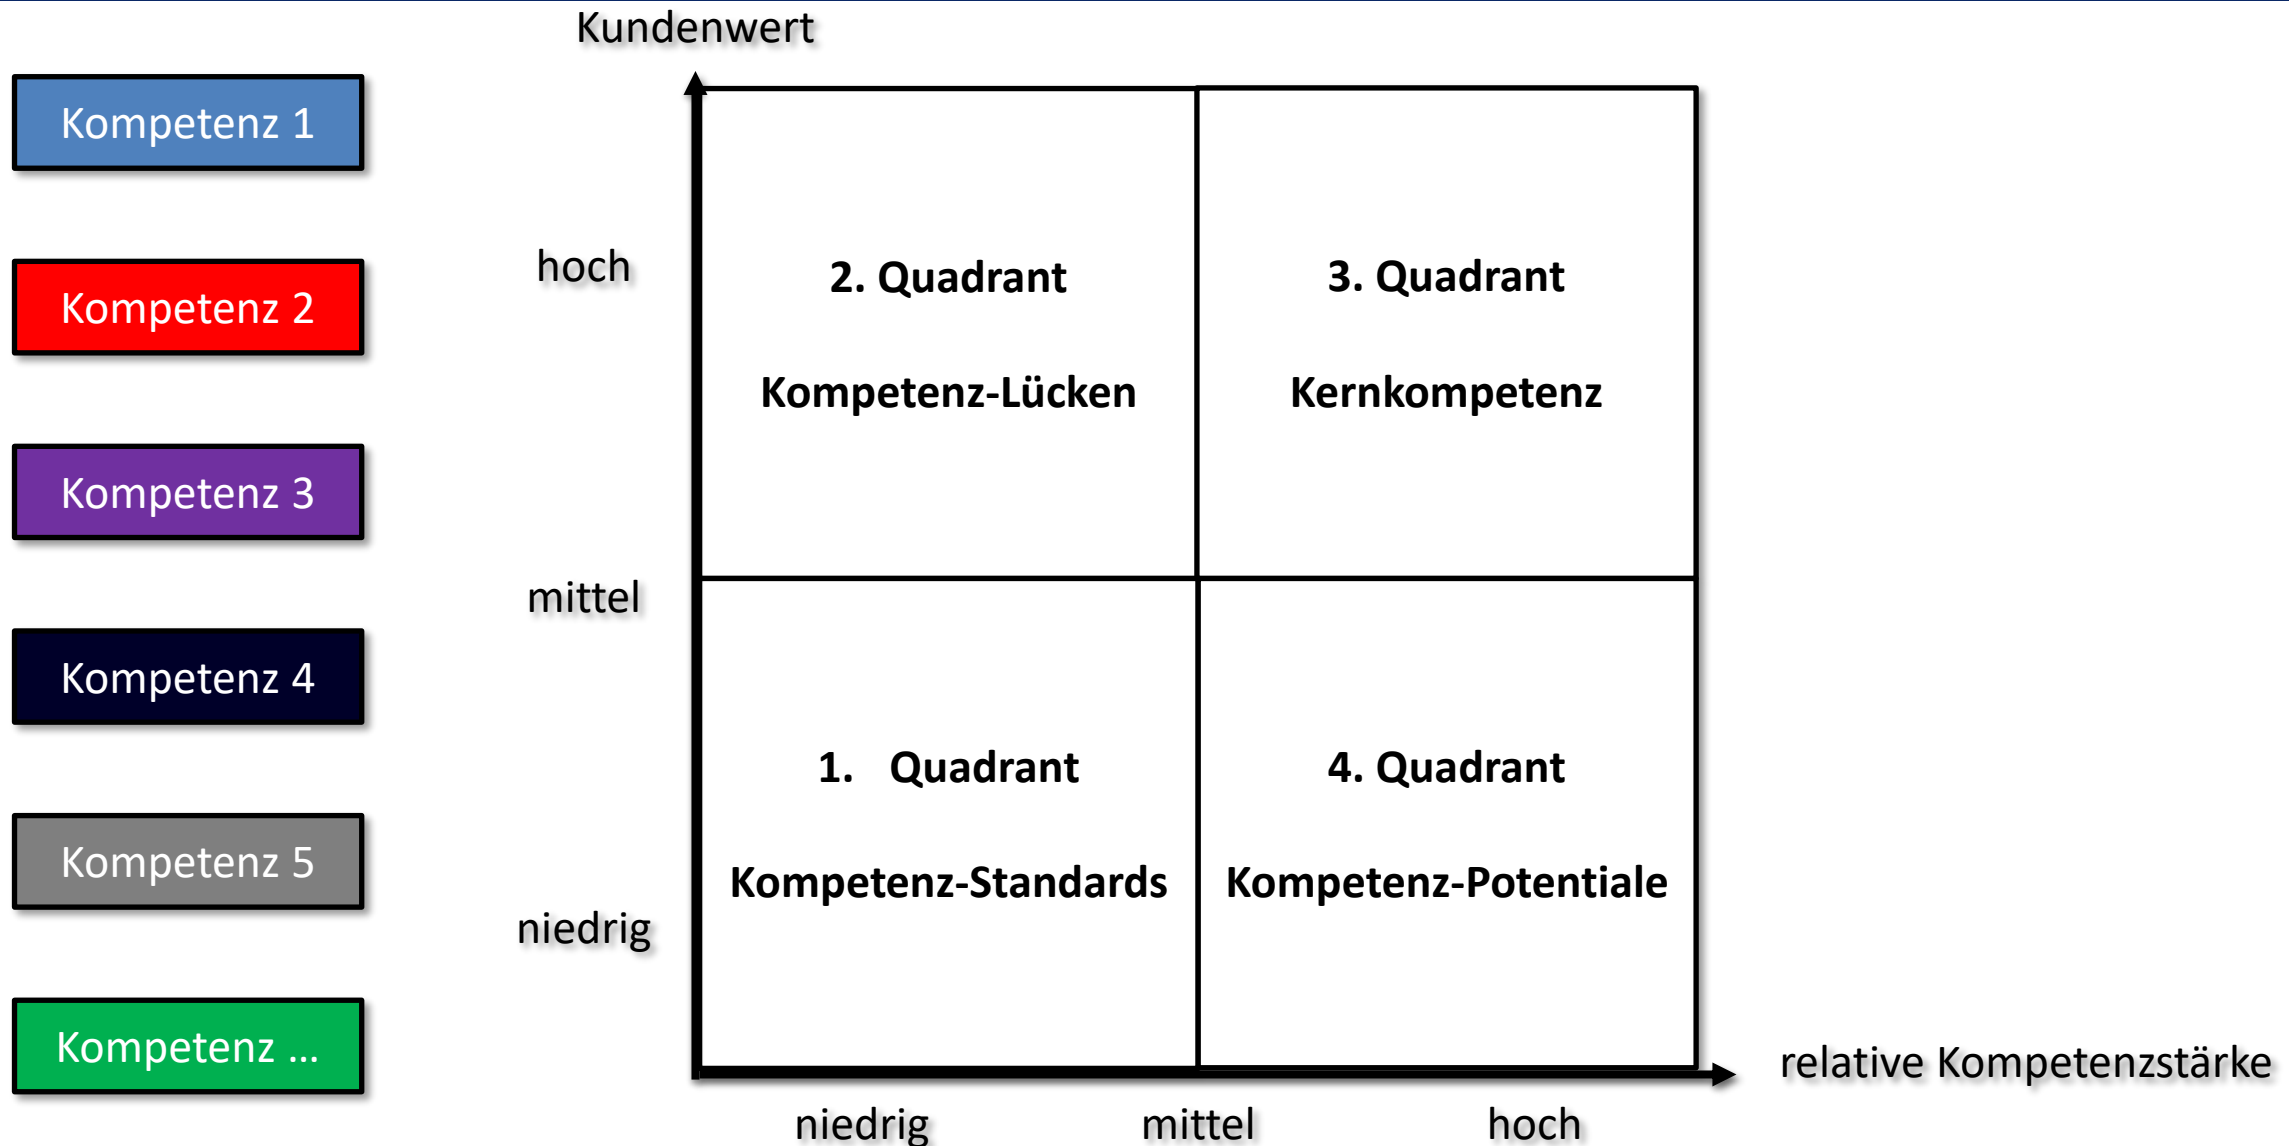 Kundenwert
Kompetenz 1
Kompetenz 2
Kompetenz 3
Kompetenz 4
Kompetenz 5
Kompetenz ...
hoch
mittel
niedrig
2. Quadrant
Kompetenz-Lücken
3. Quadrant
Kernkompetenz
1. Quadrant
Kompetenz-Standards
4. Quadrant
Kompetenz-Potentiale
relative Kompetenzstärke
niedrig
mittel
hoch